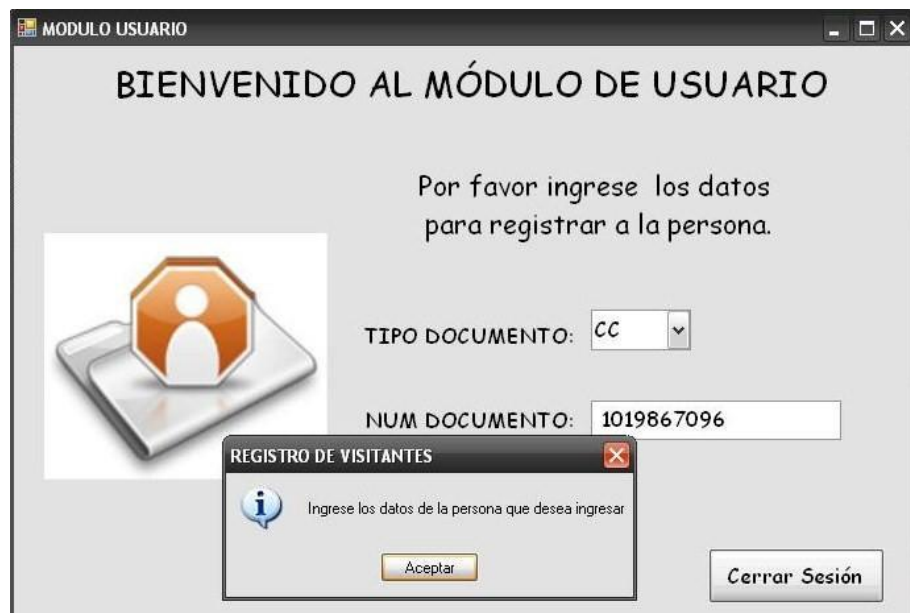 MODULO USUARIO
BIENVENIDO AL MÓDULO DE USUARIO
Por favor ingrese los datos
para registrar a la persona.
TIPO DOCUMENTO: CC
NUM DOCUMENTO: 1019867096
REGISTRO DE VISITANTES
Ingrese los datos de la persona que desea ingresar
Aceptar
Cerrar Sesión